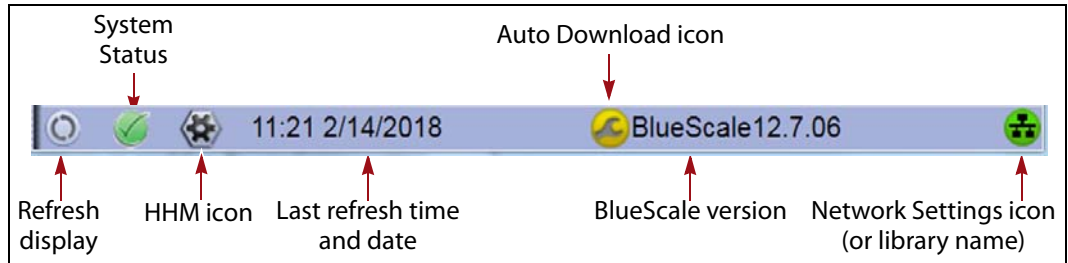 System
Status
Auto Download icon
11:21 2/14/2018
BlueScale12.7.06
Refresh
display
HHM icon
Last refresh time
and date
BlueScale version
Network Settings icon
(or library name)